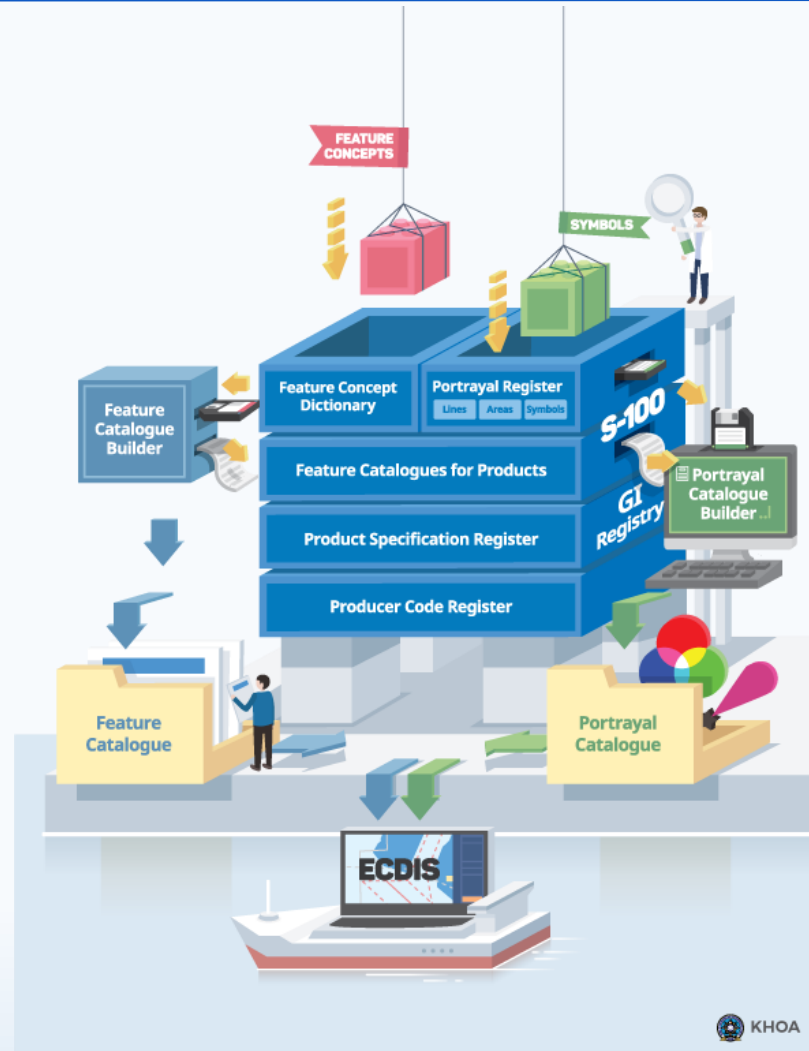 FEATURE
CONCEPTS
SYMBOLS
Feature Concept
Dictionary
Portrayal Register
Lines
Areas
Symbols
S-100
GI
Registry
Feature
Catalogue
Builder
Feature Catalogues for Products
Portrayal
Catalogue
Builder
Product Specification Register
Producer Code Register
Feature
Catalogue
Portrayal
Catalogue
ECDIS
KHOA